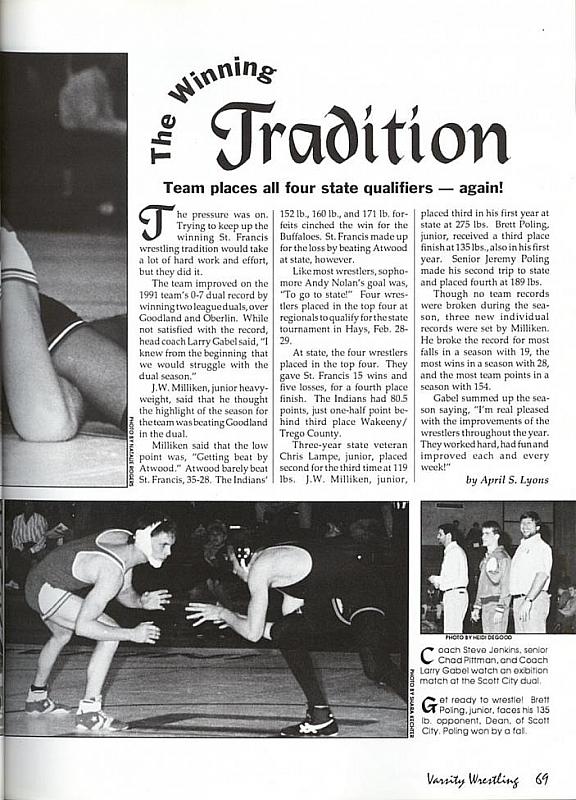 The Winning
Tradition
Team places all four state qualifiers — again!
The pressure was on.
Trying to keep up the
winning St. Francis
wrestling tradition would take
a lot of hard work and effort,
but they did it.
The team improved on the
1991 team's 0-7 dual record by
winning two league duals, over
Goodland and Oberlin. While
not satisfied with the record,
head coach Larry Gabel said, "I
knew from the beginning that
we would struggle with the
dual season."
J.W. Milliken, junior heavy-
weight, said that he thought
the highlight of the season for
the team was beating Goodland
in the dual.
Milliken said that the low
point was, "Getting beat by
Atwood." Atwood barely beat
St. Francis, 35-28. The Indians'
152 lb., 160 lb., and 171 lb. for-
feits cinched the win for the
Buffaloes. St. Francis made up
for the loss by beating Atwood
at state, however.
Like most wrestlers, sopho-
more Andy Nolan's goal was,
"To go to state!" Four wres-
tlers placed in the top four at
regionals to qualify for the state
tournament in Hays, Feb. 28-
29.
At state, the four wrestlers
placed in the top four. They
gave St. Francis 15 wins and
five losses, for a fourth place
finish. The Indians had 80.5
points, just one-half point be-
hind third place Wakeeny/
Trego County.
Three-year state veteran
Chris Lampe, junior, placed
second for the third time at 119
lbs. J.W. Milliken, junior,
placed third in his first year at
state at 275 lbs. Brett Poling,
junior, received a third place
finish at 135 lbs., also in his first
year. Senior Jeremy Poling
made his second trip to state
and placed fourth at 189 lbs.
Though no team records
were broken during the sea-
son, three new individual
records were set by Milliken.
He broke the record for most
falls in a season with 19, the
most wins in a season with 28,
and the most team points in a
season with 154.
Gabel summed up the sea-
son saying, "I'm real pleased
with the improvements of the
wrestlers throughout the year.
They worked hard, had fun and
improved each and every
week!"
by April S. Lyons
PHOTO BY NATALIE ROGERS
PHOTO BY SHARA KECHTER
PHOTO BY HEIDI DEGOOD
Coach Steve Jenkins, senior
Chad Pittman, and Coach
Larry Gabel watch an exibition
match at the Scott City dual.
Get ready to wrestle! Brett
Poling, junior, faces his 135
lb. opponent, Dean, of Scott
City. Poling won by a fall.
Varsity Wrestling 69